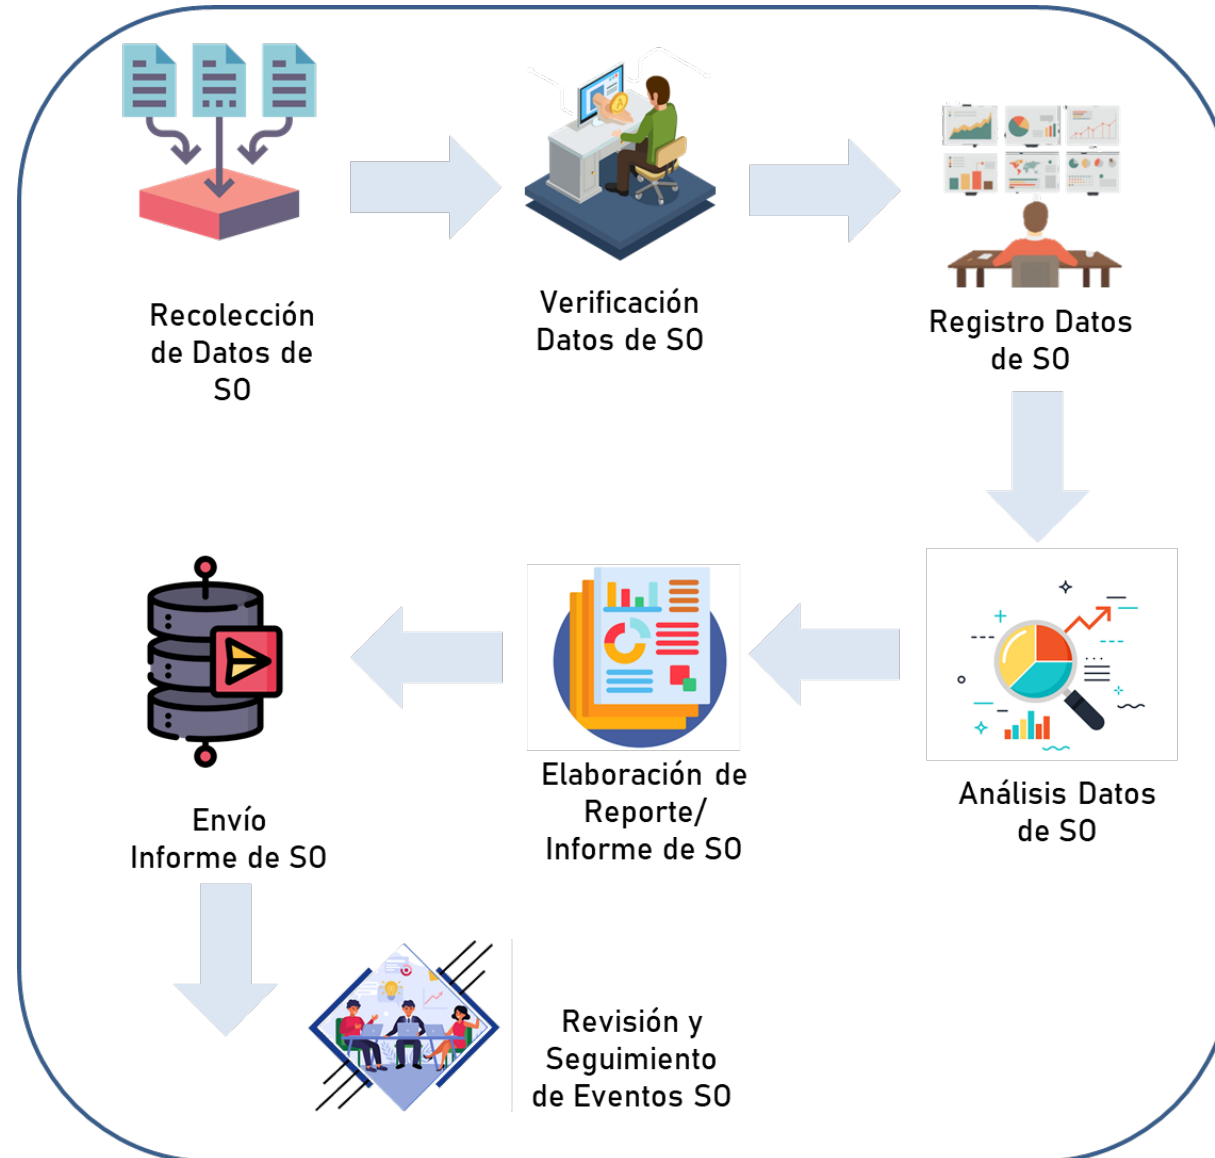 Recolección
de Datos de
SO
Verificación
Datos de SO
Registro Datos
de SO
Análisis Datos
de SO
Elaboración de
Reporte/
Informe de SO
Envío
Informe de SO
Revisión y
Seguimiento
de Eventos SO